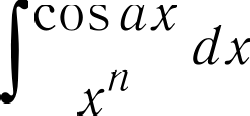 ∫ cos ax / x^n dx